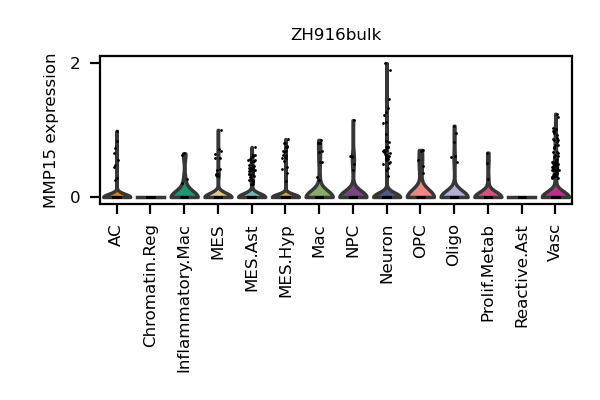 ZH916bulk
MMP15 expression
2
0
AC
Chromatin.Reg
Inflammatory.Mac
MES
MES.Ast
MES.Hyp
Mac
NPC
Neuron
OPC
Oligo
Prolif.Metab
Reactive.Ast
Vasc